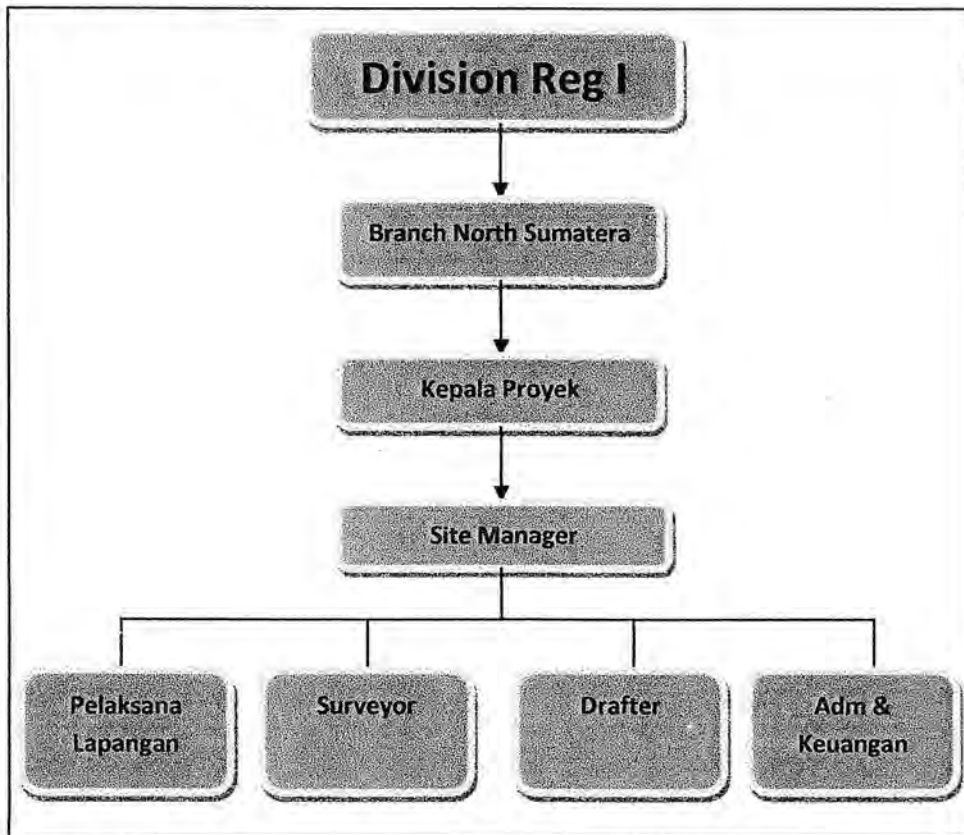 Division Reg I
Branch North Sumatera
Kepala Proyek
Site Manager
Pelaksana
Lapangan
Surveyor
Drafter
Adm &
Keuangan